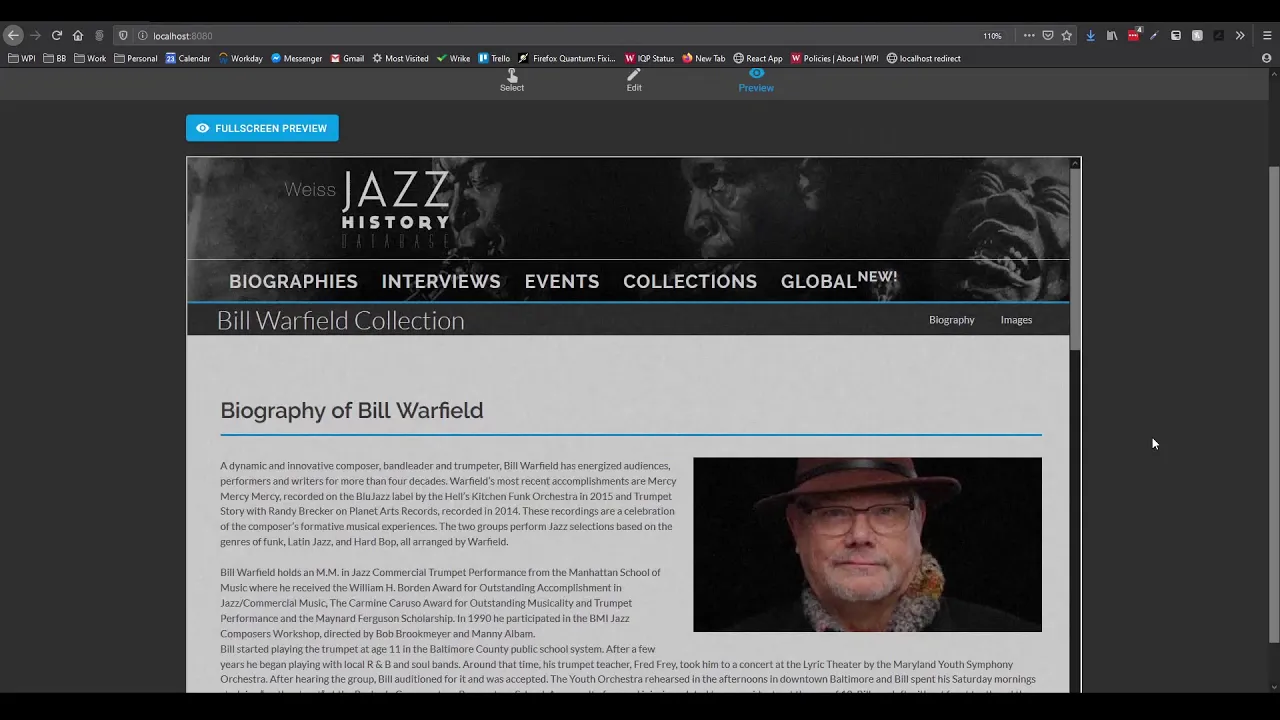 localhost:8080
110%
4
WPI BB Work Personal 23 Calendar Workday Messenger Gmail Most Visited Wrike Trello Firefox Quantum: Fixi... IQP Status New Tab React App Policies | About | WPI localhost redirect
Select Edit Preview
FULLSCREEN PREVIEW
Weiss JAZZ
HISTORY
DATABASE
BIOGRAPHIES INTERVIEWS EVENTS COLLECTIONS GLOBAL NEW!
Bill Warfield Collection Biography Images
Biography of Bill Warfield
A dynamic and innovative composer, bandleader and trumpeter, Bill Warfield has energized audiences,
performers and writers for more than four decades. Warfield's most recent accomplishments are Mercy
Mercy Mercy, recorded on the BluJazz label by the Hell's Kitchen Funk Orchestra in 2015 and Trumpet
Story with Randy Brecker on Planet Arts Records, recorded in 2014. These recordings are a celebration
of the composer's formative musical experiences. The two groups perform Jazz selections based on the
genres of funk, Latin Jazz, and Hard Bop, all arranged by Warfield.
Bill Warfield holds an M.M. in Jazz Commercial Trumpet Performance from the Manhattan School of
Music where he received the William H. Borden Award for Outstanding Accomplishment in
Jazz/Commercial Music, The Carmine Caruso Award for Outstanding Musicality and Trumpet
Performance and the Maynard Ferguson Scholarship. In 1990 he participated in the BMI Jazz
Composers Workshop, directed by Bob Brookmeyer and Manny Albam.
Bill started playing the trumpet at age 11 in the Baltimore County public school system. After a few
years he began playing with local R & B and soul bands. Around that time, his trumpet teacher, Fred Frey, took him to a concert at the Lyric Theater by the Maryland Youth Symphony
Orchestra. After hearing the group, Bill auditioned for it and was accepted. The Youth Orchestra rehearsed in the afternoons in downtown Baltimore and Bill spent his Saturday mornings